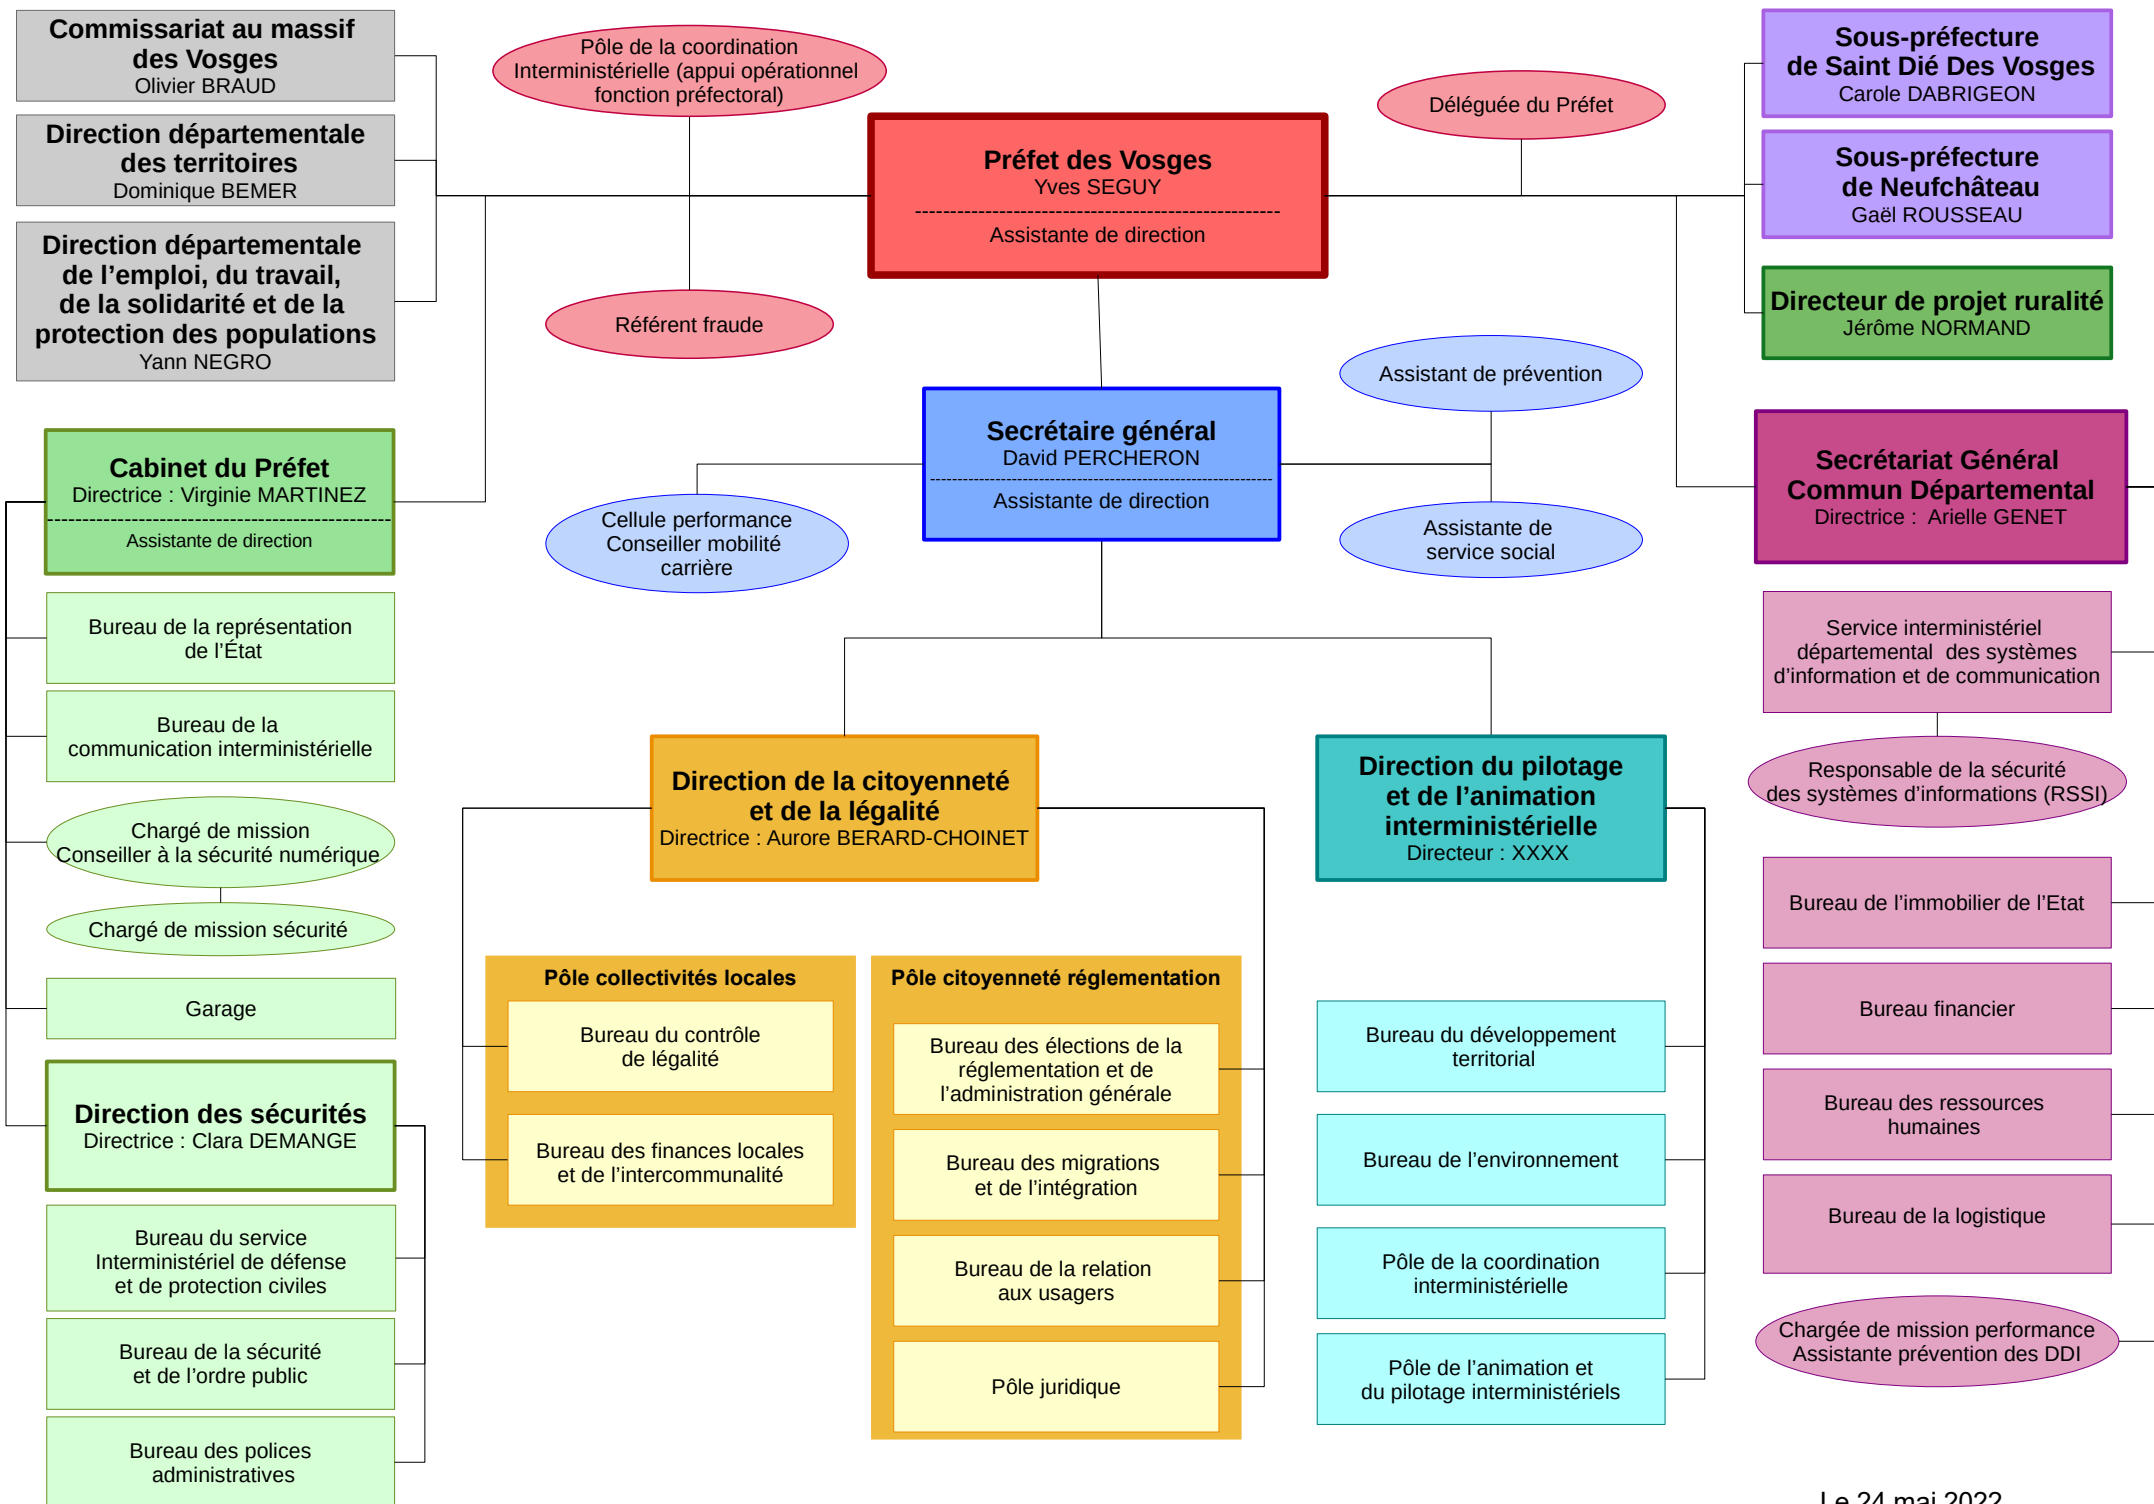 Commissariat au massif
des Vosges
Olivier BRAUD
Direction départementale
des territoires
Dominique BEMER
Direction départementale
de l’emploi, du travail,
de la solidarité et de la
protection des populations
Yann NEGRO
Pôle de la coordination
Interministérielle (appui opérationnel
fonction préfectoral)
Préfet des Vosges
Yves SEGUY
----------------------------------------------------
Assistante de direction
Référent fraude
Déléguée du Préfet
Sous-préfecture
de Saint Dié Des Vosges
Carole DABRIGEON
Sous-préfecture
de Neufchâteau
Gaël ROUSSEAU
Directeur de projet ruralité
Jérôme NORMAND
Secrétaire général
David PERCHERON
----------------------------------------------------
Assistante de direction
Assistant de prévention
Cellule performance
Conseiller mobilité
carrière
Assistante de
service social
Cabinet du Préfet
Directrice : Virginie MARTINEZ
----------------------------------------------------
Assistante de direction
Bureau de la représentation
de l’État
Bureau de la
communication interministérielle
Chargé de mission
Conseiller à la sécurité numérique
Chargé de mission sécurité
Garage
Direction des sécurités
Directrice : Clara DEMANGE
Bureau du service
Interministériel de défense
et de protection civiles
Bureau de la sécurité
et de l’ordre public
Bureau des polices
administratives
Direction de la citoyenneté
et de la légalité
Directrice : Aurore BERARD-CHOINET
Pôle collectivités locales
Bureau du contrôle
de légalité
Bureau des finances locales
et de l’intercommunalité
Pôle citoyenneté réglementation
Bureau des élections de la
réglementation et de
l’administration générale
Bureau des migrations
et de l’intégration
Bureau de la relation
aux usagers
Pôle juridique
Direction du pilotage
et de l’animation
interministérielle
Directeur : XXXX
Bureau du développement
territorial
Bureau de l’environnement
Pôle de la coordination
interministérielle
Pôle de l’animation et
du pilotage interministériels
Secrétariat Général
Commun Départemental
Directrice : Arielle GENET
Service interministériel
départemental des systèmes
d’information et de communication
Responsable de la sécurité
des systèmes d’informations (RSSI)
Bureau de l’immobilier de l’Etat
Bureau financier
Bureau des ressources
humaines
Bureau de la logistique
Chargée de mission performance
Assistante prévention des DDI
Le 24 mai 2022